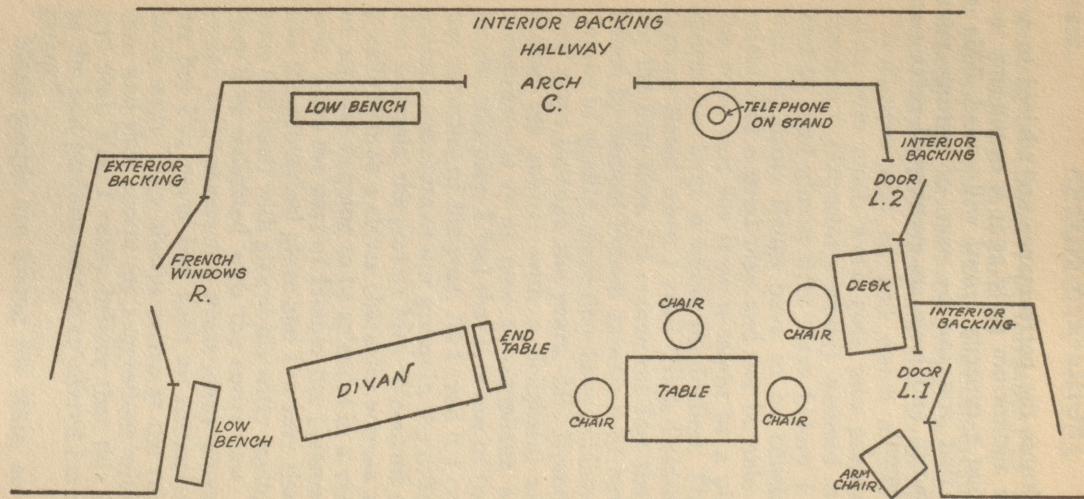 INTERIOR BACKING
HALLWAY
ARCH
C.
LOW BENCH
TELEPHONE
ON STAND
EXTERIOR
BACKING
INTERIOR
BACKING
DOOR
L.2
FRENCH
WINDOWS
R.
DESK
CHAIR
CHAIR
INTERIOR
BACKING
END
TABLE
DIVAN
TABLE
DOOR
L.1
CHAIR
CHAIR
LOW
BENCH
ARM
CHAIR